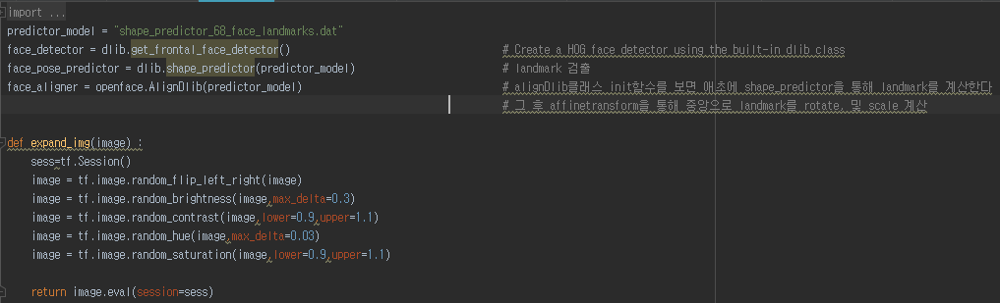 import ...
predictor_model = "shape_predictor_68_face_landmarks.dat"
face_detector = dlib.get_frontal_face_detector() # Create a HOG face detector using the built-in dlib class
face_pose_predictor = dlib.shape_predictor(predictor_model) # landmark 검출
face_aligner = openface.AlignDlib(predictor_model) # alignDlib클래스 init함수를 보면 애초에 shape_predictor을 통해 landmark를 계산한다
# 그 후 affinetransform을 통해 중앙으로 landmark를 rotate, 및 scale 계산
def expand_img(image) :
sess=tf.Session()
image = tf.image.random_flip_left_right(image)
image = tf.image.random_brightness(image,max_delta=0.3)
image = tf.image.random_contrast(image,lower=0.9,upper=1.1)
image = tf.image.random_hue(image,max_delta=0.03)
image = tf.image.random_saturation(image,lower=0.9,upper=1.1)
return image.eval(session=sess)